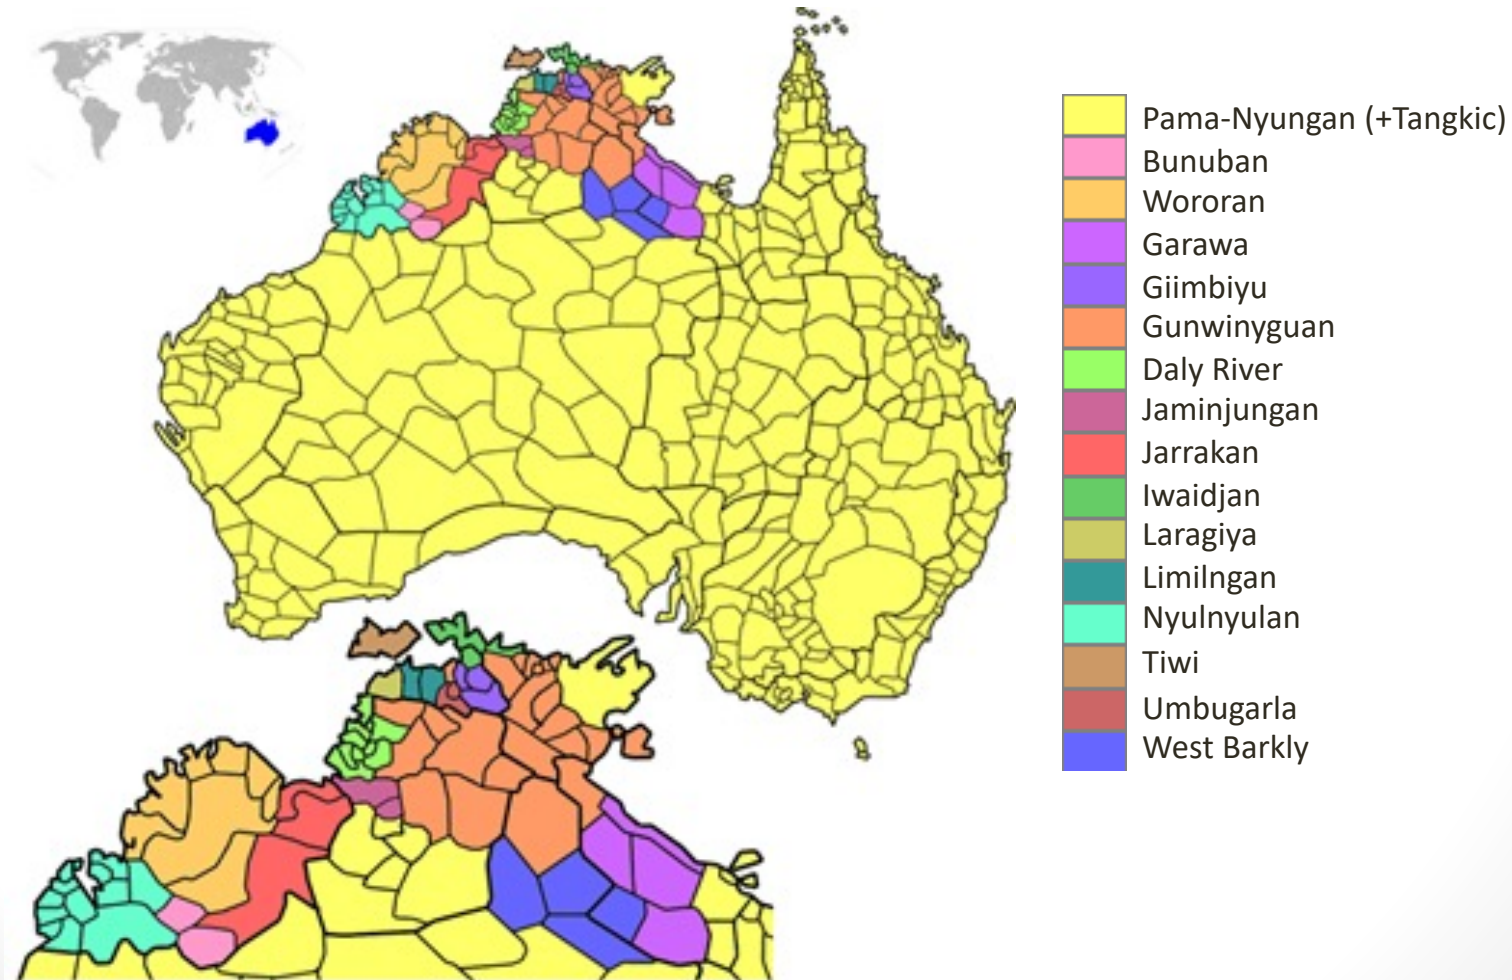 Pama-Nyungan (+Tangkic)
Bunuban
Wororan
Garawa
Giimbiyu
Gunwinyguan
Daly River
Jaminjungan
Jarrakan
Iwaidjan
Laragiya
Limilngan
Nyulnyulan
Tiwi
Umbugarla
West Barkly